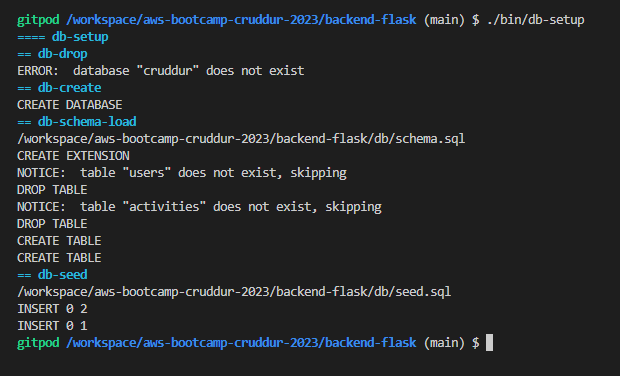 gitpod /workspace/aws-bootcamp-cruddur-2023/backend-flask (main) $ ./bin/db-setup
==== db-setup
== db-drop
ERROR:  database "cruddur" does not exist
== db-create
CREATE DATABASE
== db-schema-load
/workspace/aws-bootcamp-cruddur-2023/backend-flask/db/schema.sql
CREATE EXTENSION
NOTICE:  table "users" does not exist, skipping
DROP TABLE
NOTICE:  table "activities" does not exist, skipping
DROP TABLE
CREATE TABLE
CREATE TABLE
== db-seed
/workspace/aws-bootcamp-cruddur-2023/backend-flask/db/seed.sql
INSERT 0 2
INSERT 0 1
gitpod /workspace/aws-bootcamp-cruddur-2023/backend-flask (main) $